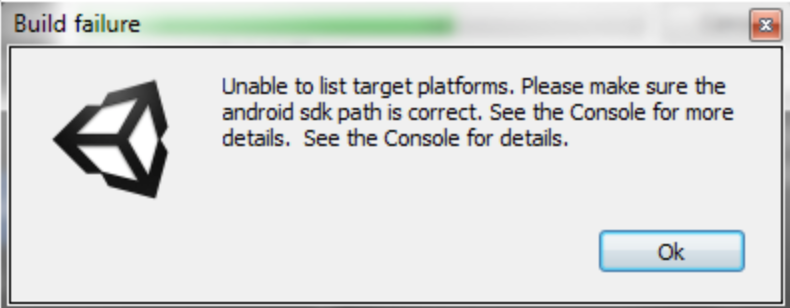 Build failure
Unable to list target platforms. Please make sure the
android sdk path is correct. See the Console for more
details.  See the Console for details.
Ok